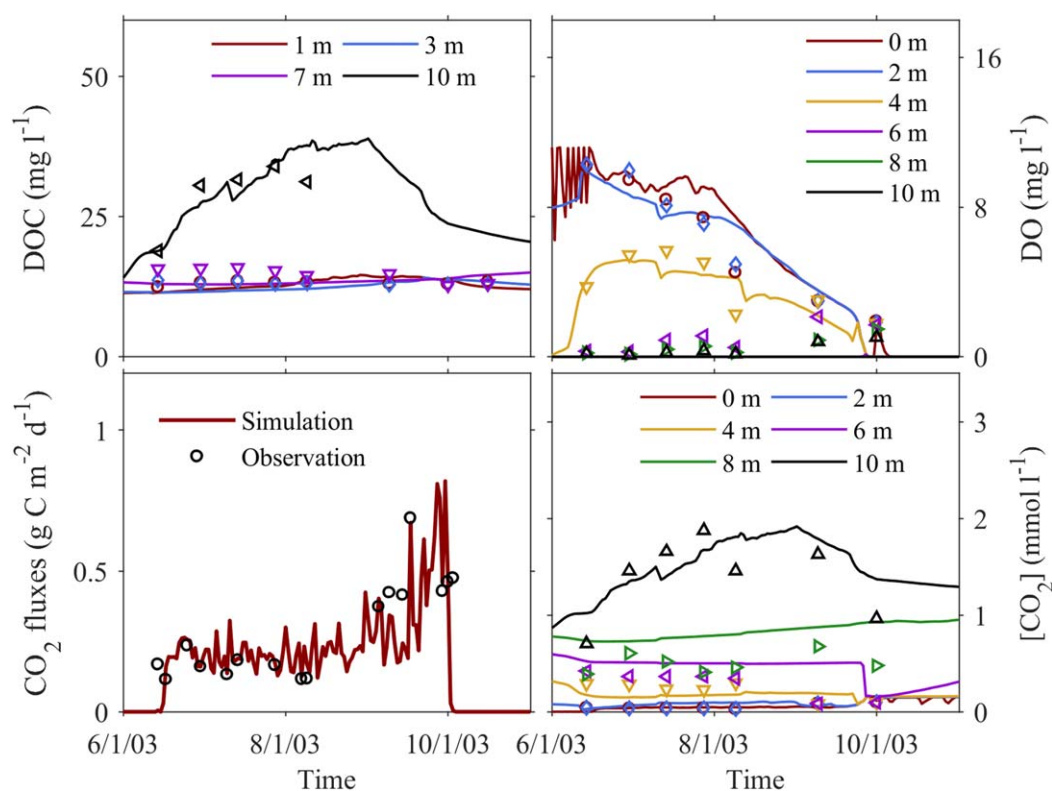 DOC (mg l⁻¹)
60
25
0
1 m
3 m
7 m
10 m
DO (mg l⁻¹)
16
8
0
0 m
2 m
4 m
6 m
8 m
10 m
CO₂ fluxes (g C m⁻² d⁻¹)
1
0.5
0
Simulation
Observation
6/1/03
8/1/03
10/1/03
Time
[CO₂] (mmol l⁻¹)
3
2
1
0
0 m
2 m
4 m
6 m
8 m
10 m
6/1/03
8/1/03
10/1/03
Time